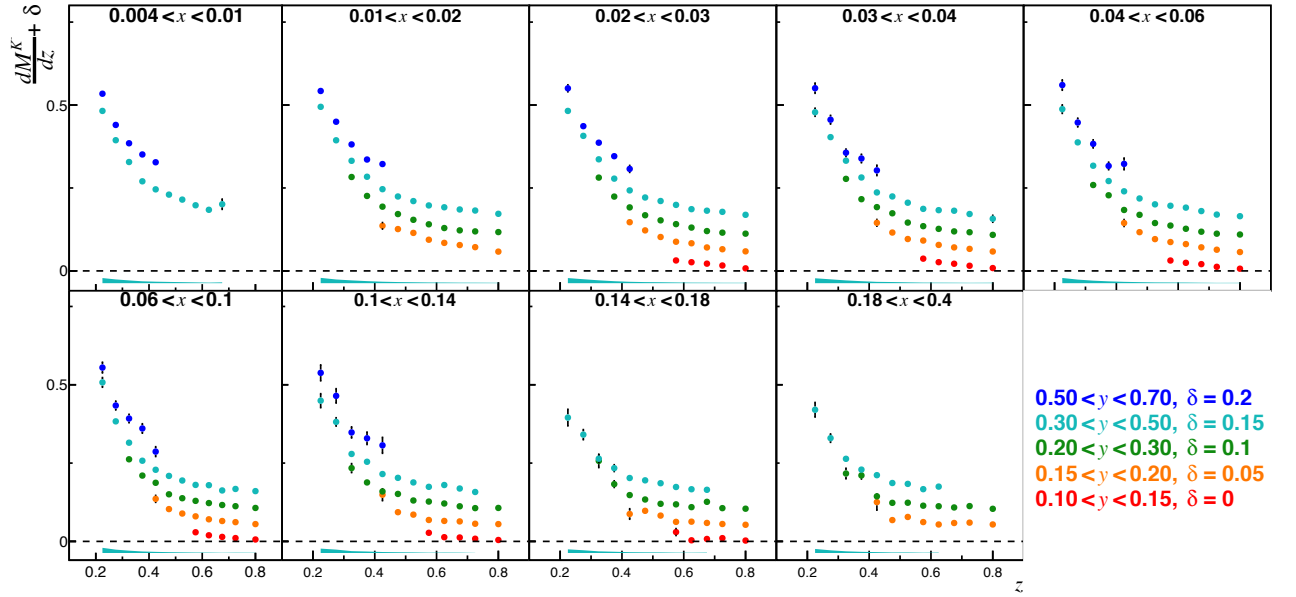 dM^K-/dz + δ
0.004 < x < 0.01
0.01 < x < 0.02
0.02 < x < 0.03
0.03 < x < 0.04
0.04 < x < 0.06
0.5
0
0.06 < x < 0.1
0.1 < x < 0.14
0.14 < x < 0.18
0.18 < x < 0.4
0.50 < y < 0.70, δ = 0.2
0.30 < y < 0.50, δ = 0.15
0.20 < y < 0.30, δ = 0.1
0.15 < y < 0.20, δ = 0.05
0.10 < y < 0.15, δ = 0
0.5
0
0.2 0.4 0.6 0.8 0.2 0.4 0.6 0.8 0.2 0.4 0.6 0.8 0.2 0.4 0.6 0.8
z